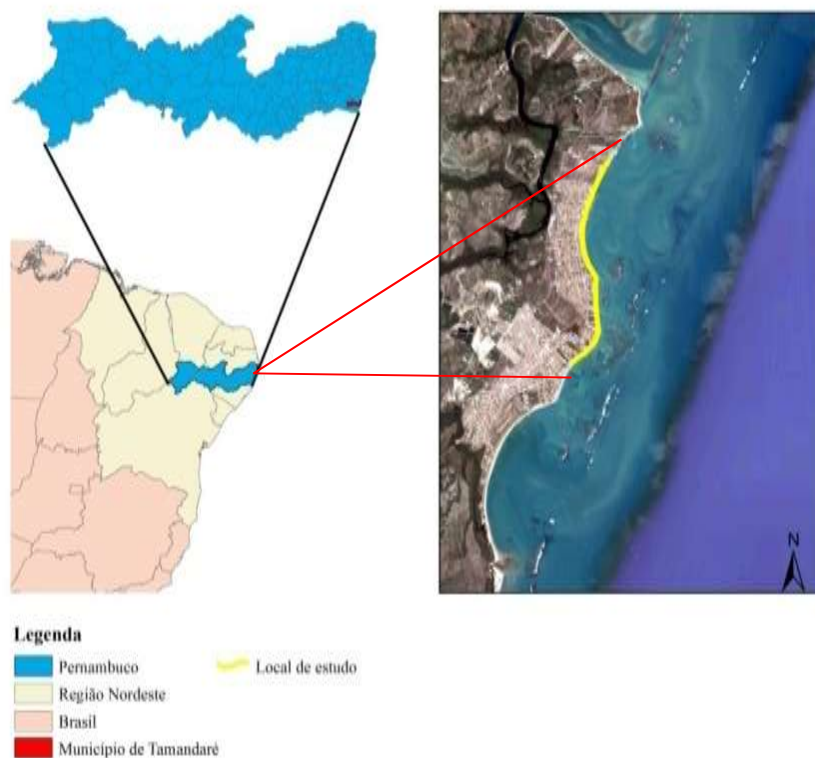 N
Legenda
Pernambuco
Local de estudo
Região Nordeste
Brasil
Município de Tamandaré